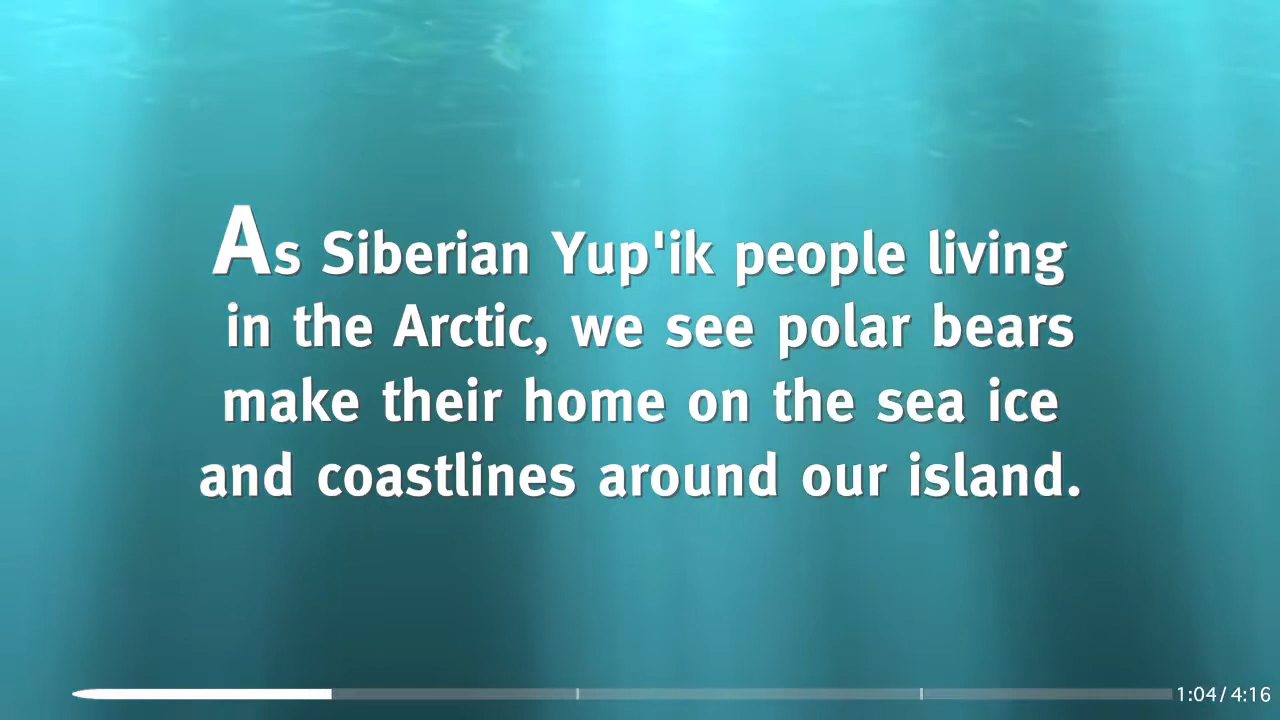 As Siberian Yup'ik people living
in the Arctic, we see polar bears
make their home on the sea ice
and coastlines around our island.
1:04 / 4:16